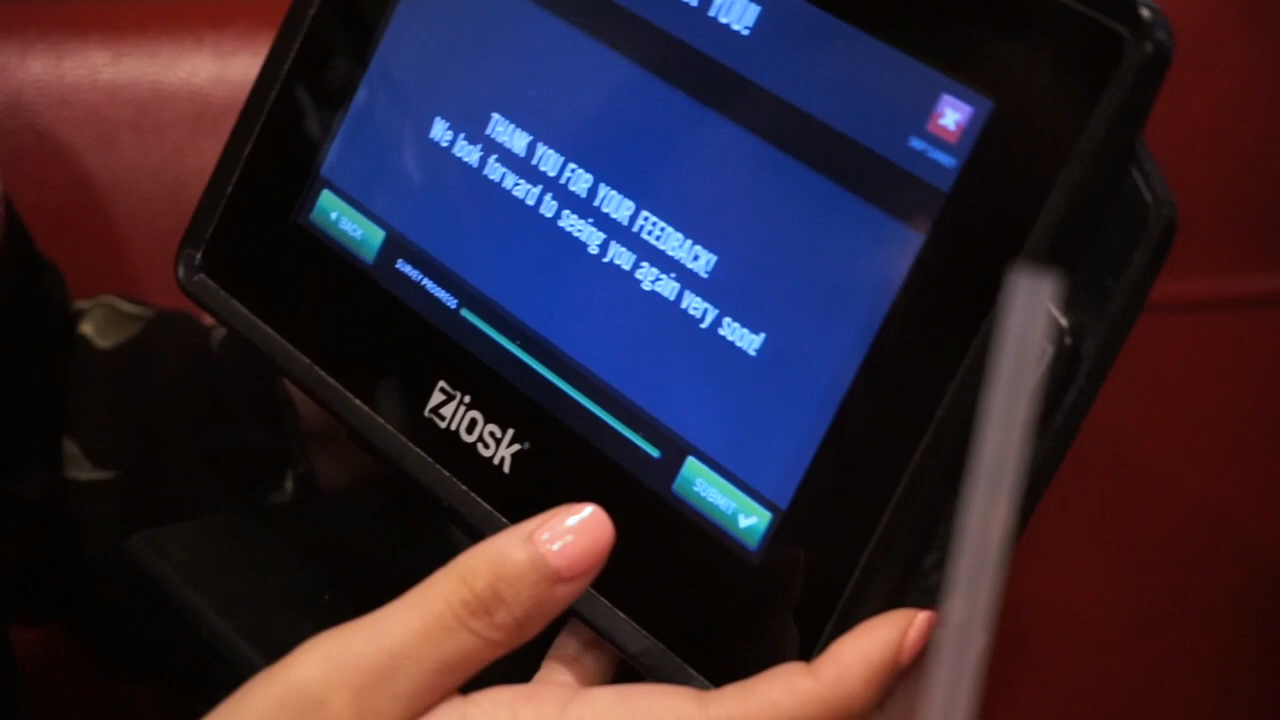 YOU!
THANK YOU FOR YOUR FEEDBACK!
We look forward to seeing you again very soon!
BACK
SURVEY PROGRESS
SUBMIT
Ziosk